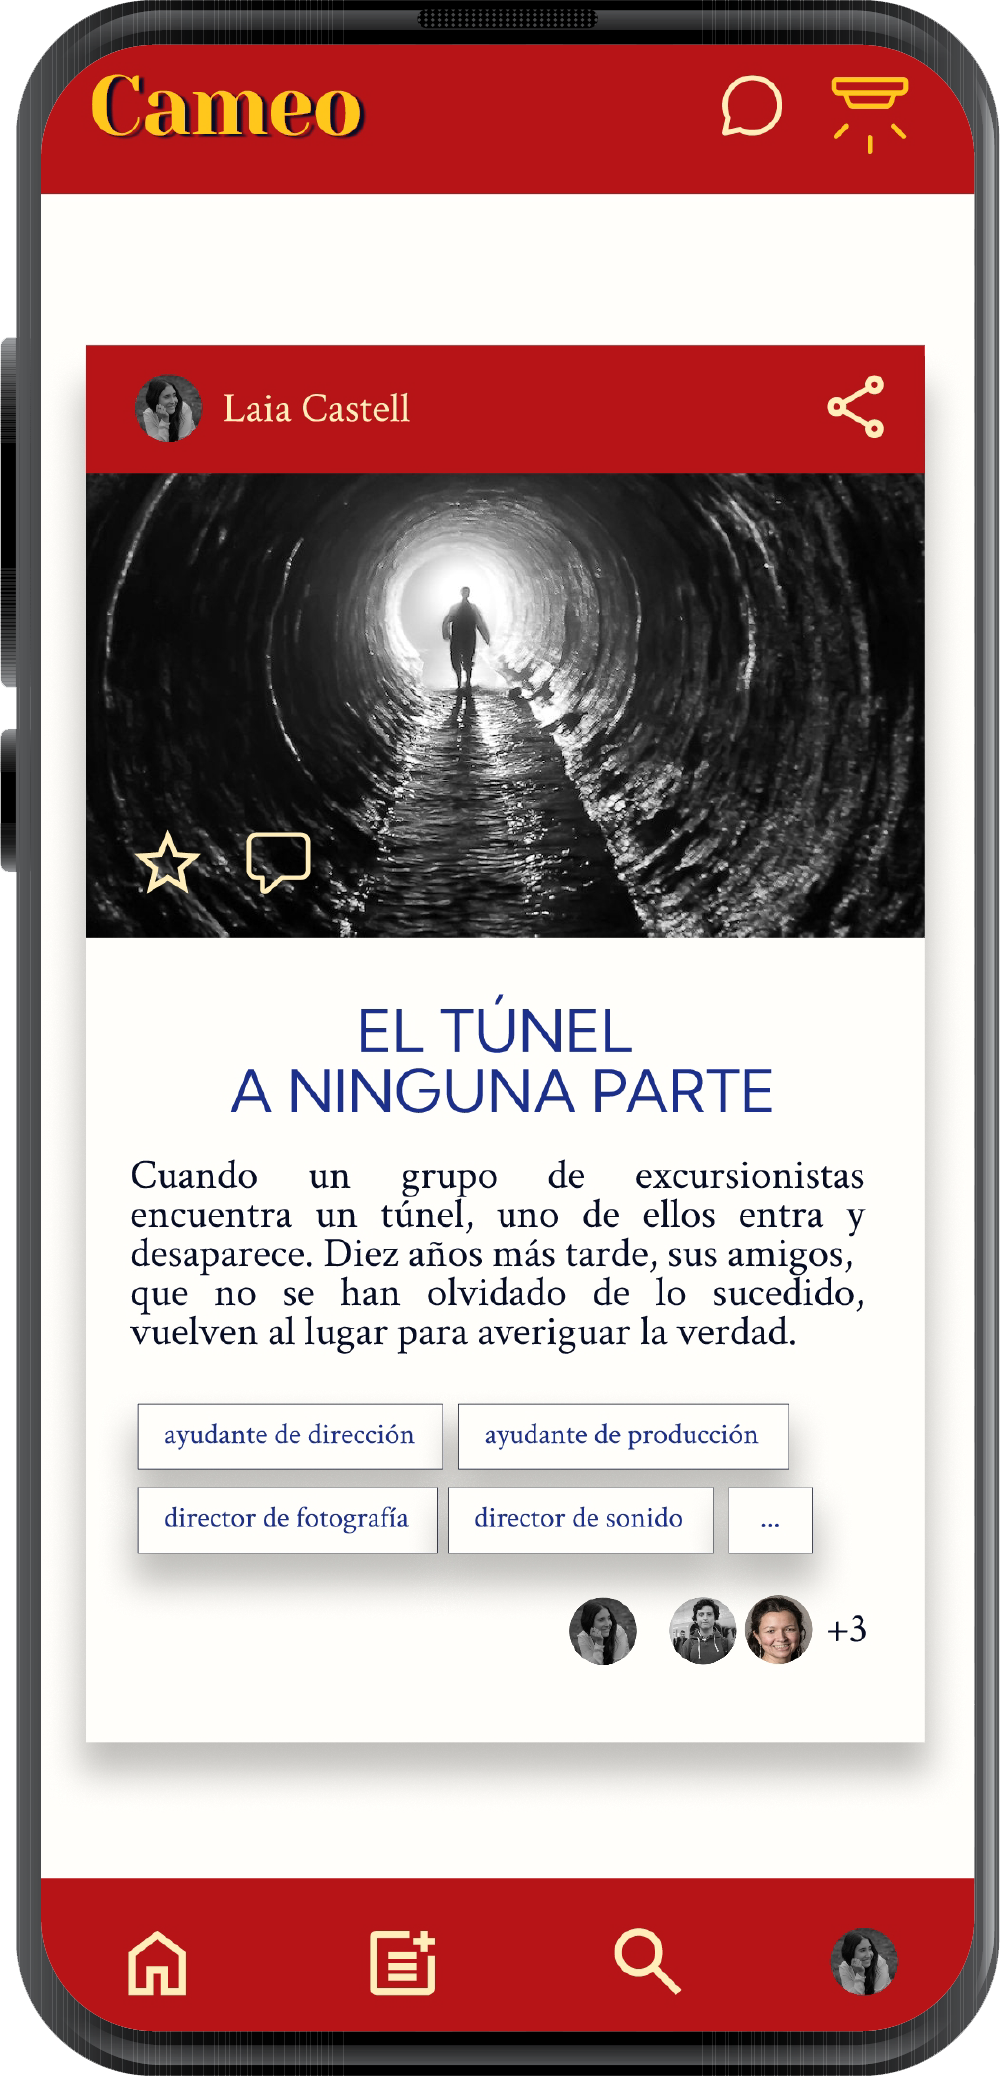 Cameo
Laia Castell
EL TÚNEL
A NINGUNA PARTE
Cuando un grupo de excursionistas
encuentra un túnel, uno de ellos entra y
desaparece. Diez años más tarde, sus amigos,
que no se han olvidado de lo sucedido,
vuelven al lugar para averiguar la verdad.
ayudante de dirección
ayudante de producción
director de fotografía
director de sonido
...
+3